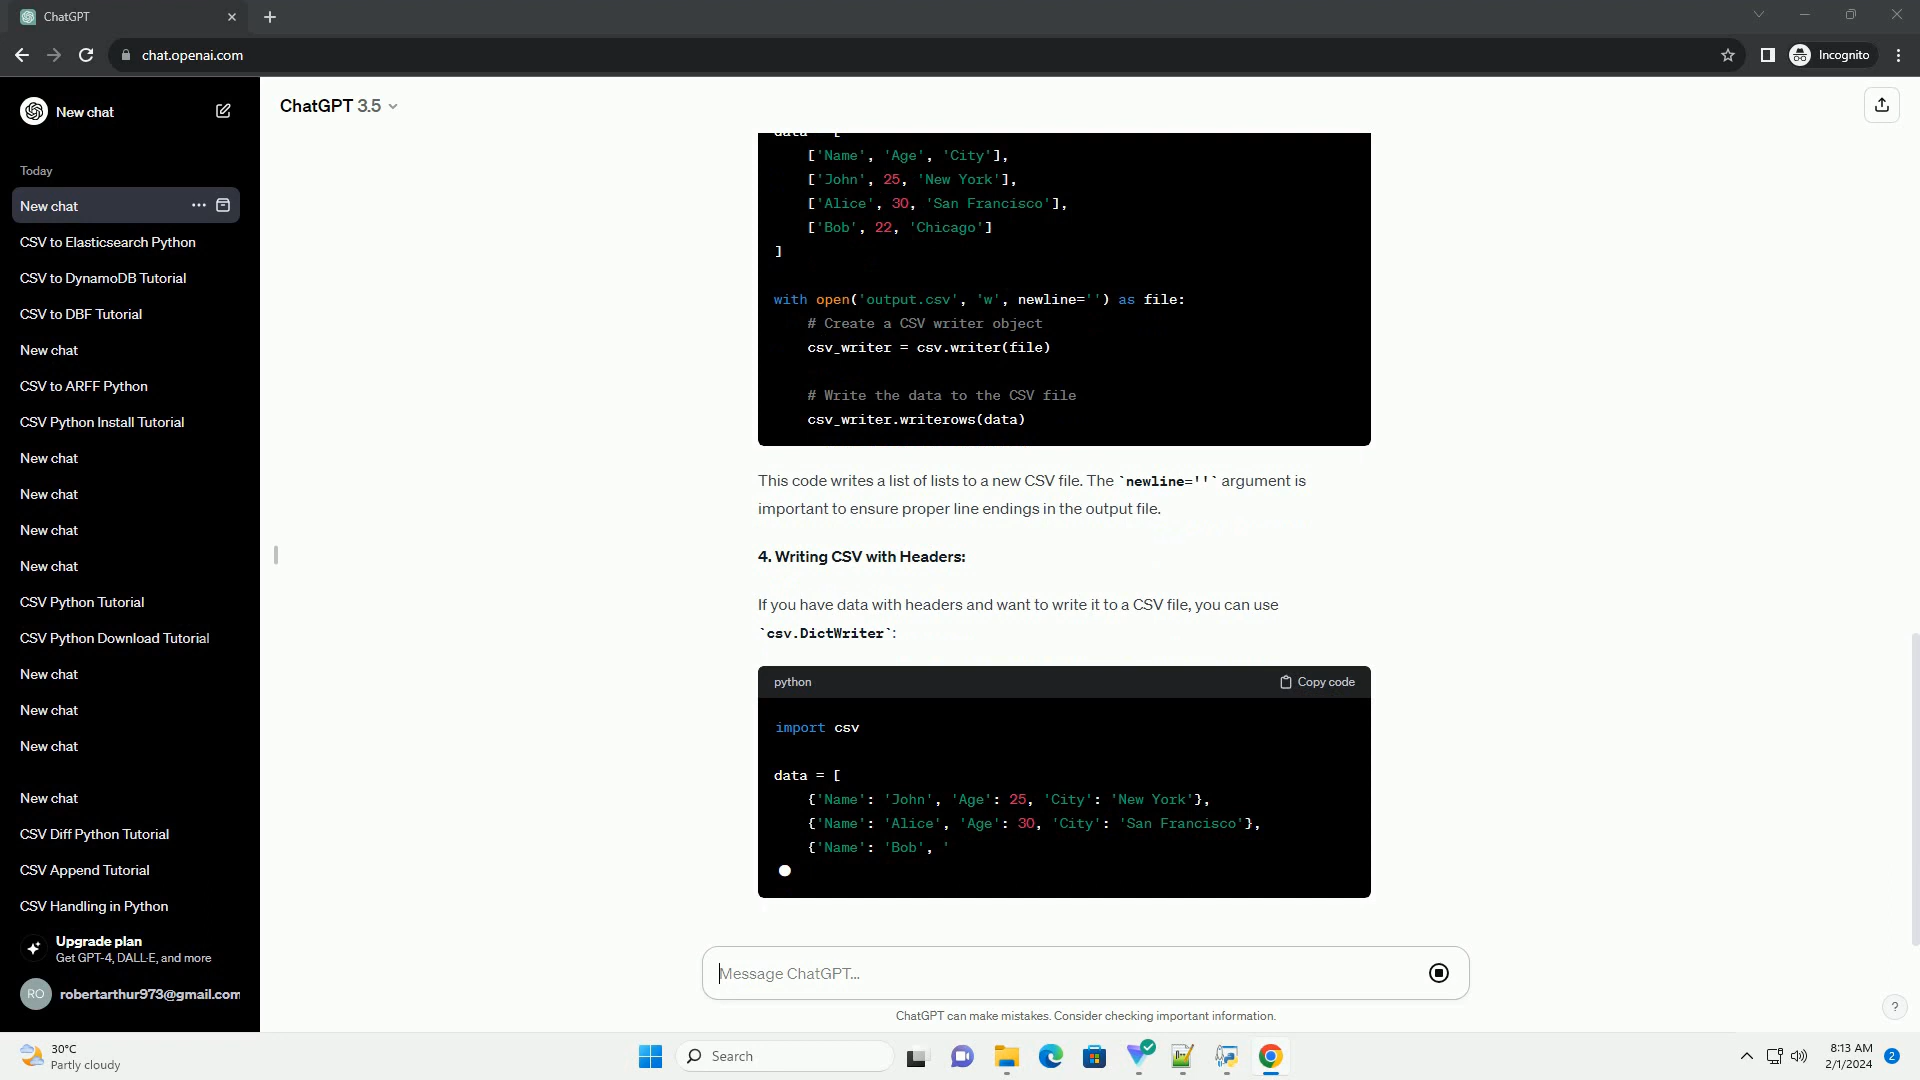 ChatGPT
chat.openai.com
Incognito
New chat
Today
New chat
CSV to Elasticsearch Python
CSV to DynamoDB Tutorial
CSV to DBF Tutorial
New chat
CSV to ARFF Python
CSV Python Install Tutorial
New chat
New chat
New chat
New chat
CSV Python Tutorial
CSV Python Download Tutorial
New chat
New chat
New chat
New chat
CSV Diff Python Tutorial
CSV Append Tutorial
CSV Handling in Python
Upgrade plan
Get GPT-4, DALL·E, and more
RO
robertarthur973@gmail.com
ChatGPT 3.5
data = [
['Name', 'Age', 'City'],
['John', 25, 'New York'],
['Alice', 30, 'San Francisco'],
['Bob', 22, 'Chicago']
]
with open('output.csv', 'w', newline='') as file:
# Create a CSV writer object
csv_writer = csv.writer(file)
# Write the data to the CSV file
csv_writer.writerows(data)
This code writes a list of lists to a new CSV file. The `newline=''` argument is
important to ensure proper line endings in the output file.
4. Writing CSV with Headers:
If you have data with headers and want to write it to a CSV file, you can use
`csv.DictWriter`:
python
Copy code
import csv
data = [
{'Name': 'John', 'Age': 25, 'City': 'New York'},
{'Name': 'Alice', 'Age': 30, 'City': 'San Francisco'},
{'Name': 'Bob', '
Message ChatGPT...
ChatGPT can make mistakes. Consider checking important information.
?
30°C
Partly cloudy
Search
8:13 AM
2/1/2024
2